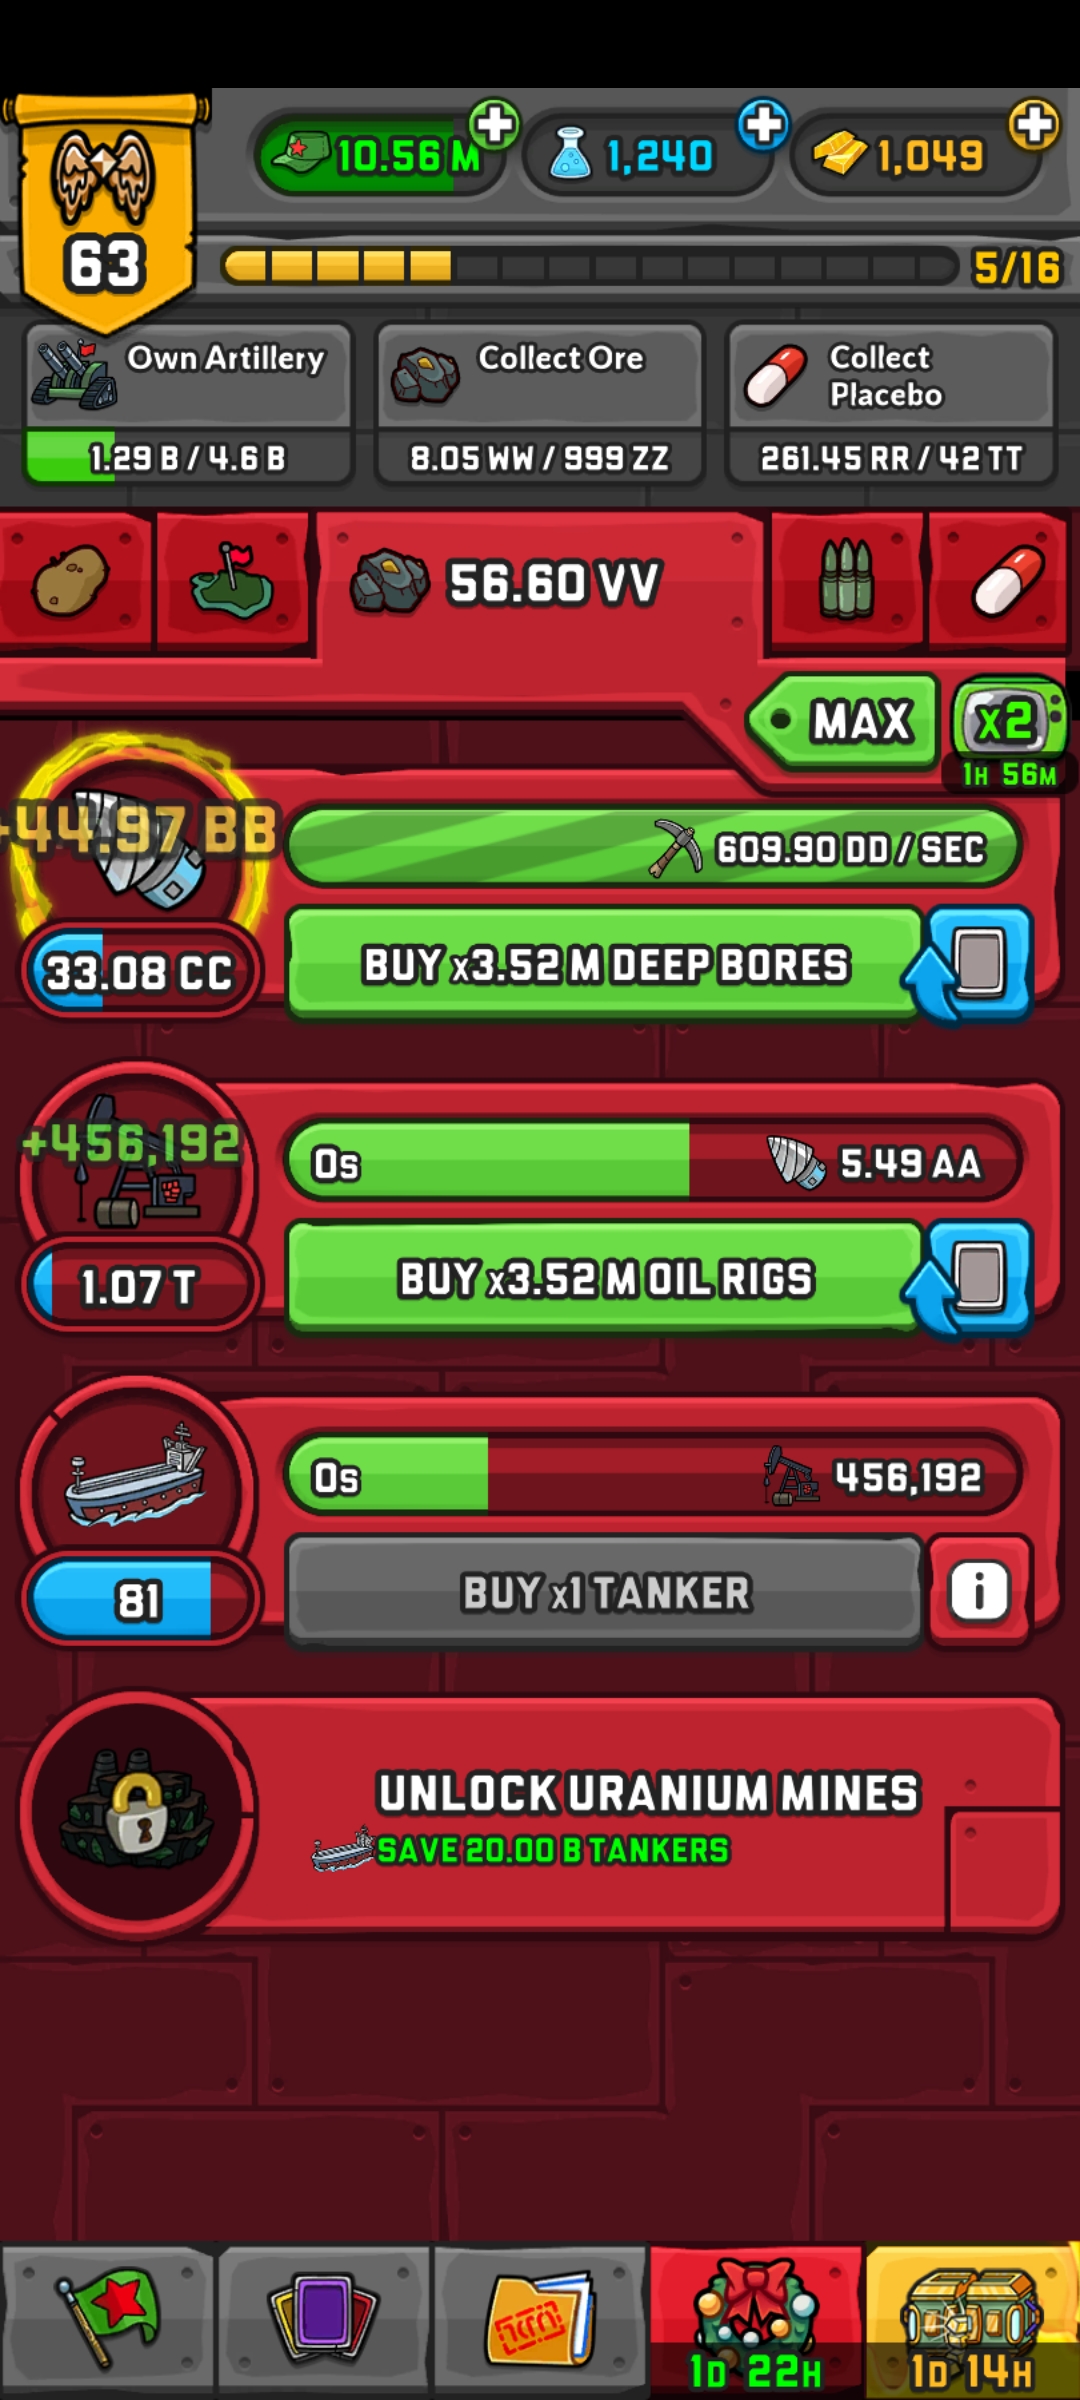 10.56 M
1,240
1,049
63
5/16
Own Artillery
1.29 B / 4.6 B
Collect Ore
8.05 WW / 999 ZZ
Collect
Placebo
261.45 RR / 42 TT
56.60 VV
MAX
x2
1H 56M
+44.97 BB
609.90 DD / SEC
33.08 CC
BUY x3.52 M DEEP BORES
+456,192
0s
5.49 AA
1.07 T
BUY x3.52 M OIL RIGS
0s
456,192
81
BUY x1 TANKER
i
UNLOCK URANIUM MINES
SAVE 20.00 B TANKERS
1D 22H
1D 14H